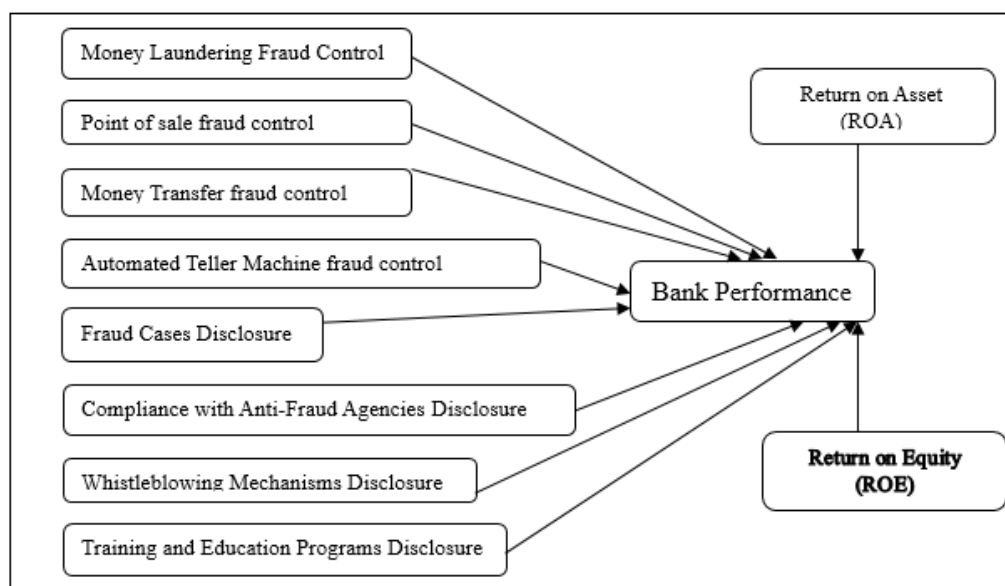 Money Laundering Fraud Control
Point of sale fraud control
Money Transfer fraud control
Automated Teller Machine fraud control
Fraud Cases Disclosure
Compliance with Anti-Fraud Agencies Disclosure
Whistleblowing Mechanisms Disclosure
Training and Education Programs Disclosure
Bank Performance
Return on Asset
(ROA)
Return on Equity
(ROE)